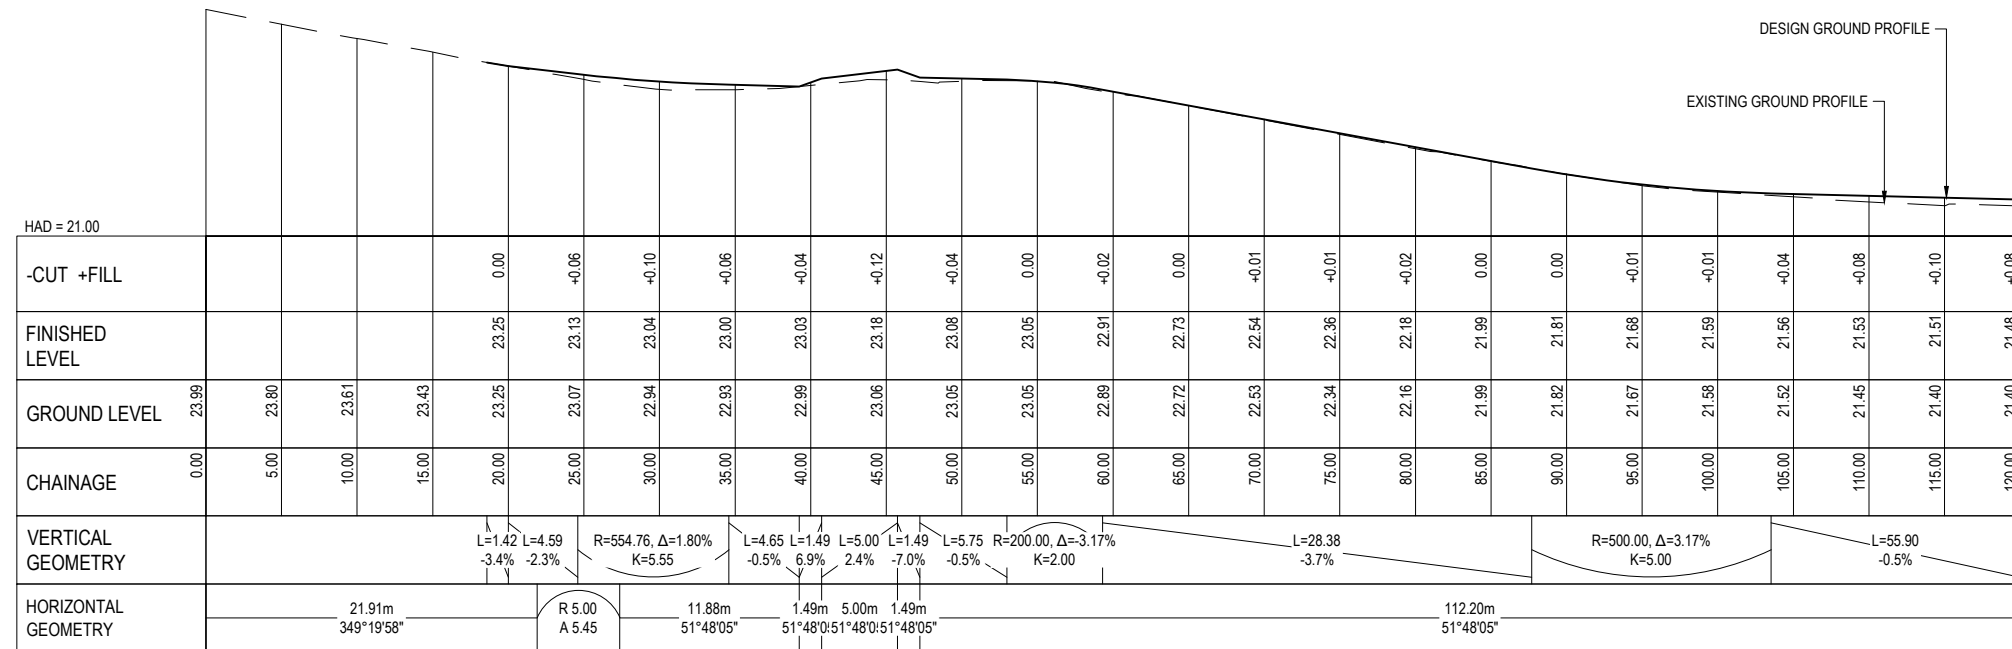 DESIGN GROUND PROFILE
EXISTING GROUND PROFILE
HAD = 21.00
-CUT +FILL 0.00 +0.06 +0.10 +0.06 +0.04 +0.12 +0.04 0.00 +0.02 0.00 +0.01 +0.01 +0.02 0.00 0.00 +0.01 +0.01 +0.04 +0.08 +0.10 +0.08
FINISHED
LEVEL
23.25 23.13 23.04 23.00 23.03 23.18 23.08 23.05 22.91 22.73 22.54 22.36 22.18 21.99 21.81 21.68 21.59 21.56 21.53 21.51 21.48
GROUND LEVEL 23.99 23.80 23.61 23.43 23.25 23.07 22.94 22.93 22.99 23.06 23.05 23.05 22.89 22.72 22.53 22.34 22.16 21.99 21.82 21.67 21.58 21.52 21.45 21.40 21.40
CHAINAGE 0.00 5.00 10.00 15.00 20.00 25.00 30.00 35.00 40.00 45.00 50.00 55.00 60.00 65.00 70.00 75.00 80.00 85.00 90.00 95.00 100.00 105.00 110.00 115.00 120.00
VERTICAL
GEOMETRY
L=1.42 L=4.59 R=554.76, Δ=1.80% L=4.65 L=1.49 L=5.00 L=1.49 L=5.75 R=200.00, Δ=-3.17% L=28.38 R=500.00, Δ=3.17% L=55.90
-3.4% -2.3% K=5.55 -0.5% 6.9% 2.4% -7.0% -0.5% K=2.00 -3.7% K=5.00 -0.5%
HORIZONTAL
GEOMETRY
21.91m R 5.00 11.88m 1.49m 5.00m 1.49m 112.20m
349°19'58" A 5.45 51°48'05" 51°48'0 51°48'0 51°48'05" 51°48'05"